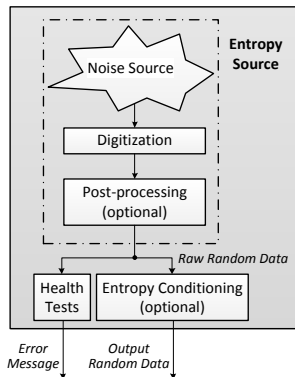 Entropy
Source
Noise Source
Digitization
Post-processing
(optional)
Raw Random Data
Health
Tests
Entropy Conditioning
(optional)
Error
Message
Output
Random Data